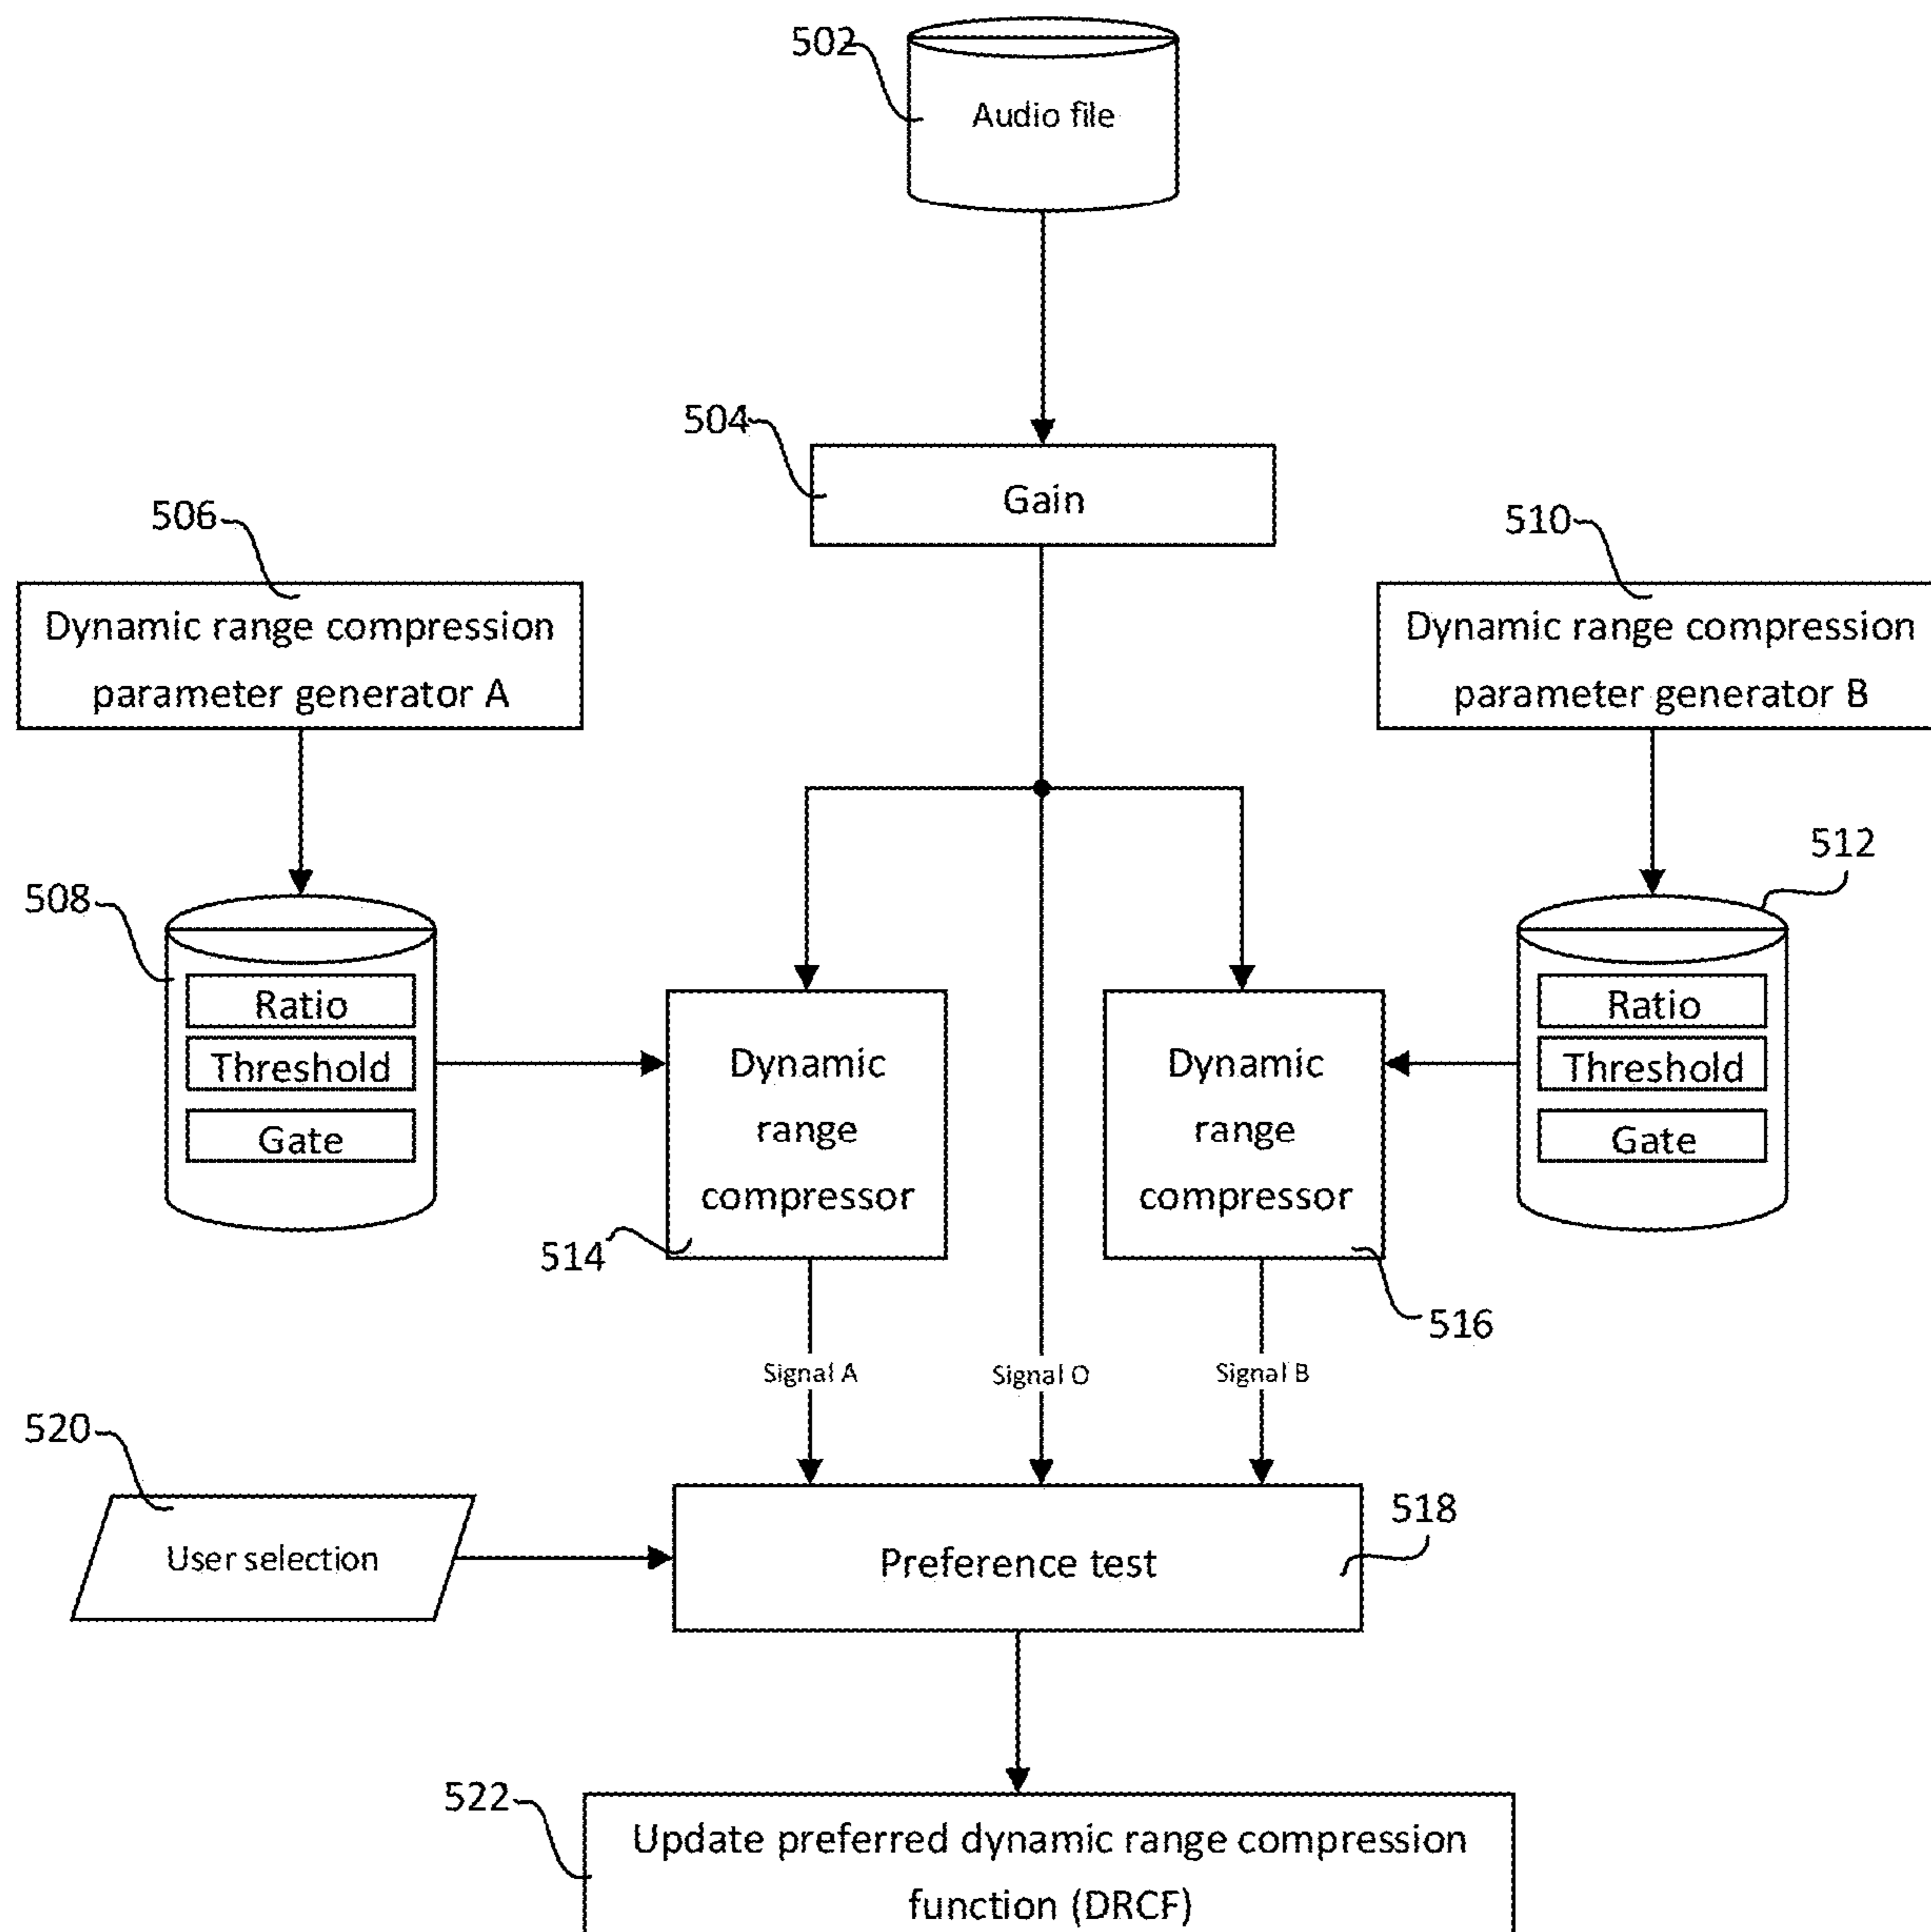 502
Audio file
504
Gain
506
510
Dynamic range compression
parameter generator A
Dynamic range compression
parameter generator B
508
512
Ratio
Threshold
Gate
Dynamic
range
compressor
Dynamic
range
compressor
Ratio
Threshold
Gate
514
516
Signal A
Signal O
Signal B
520
User selection
518
Preference test
522
Update preferred dynamic range compression
function (DRCF)